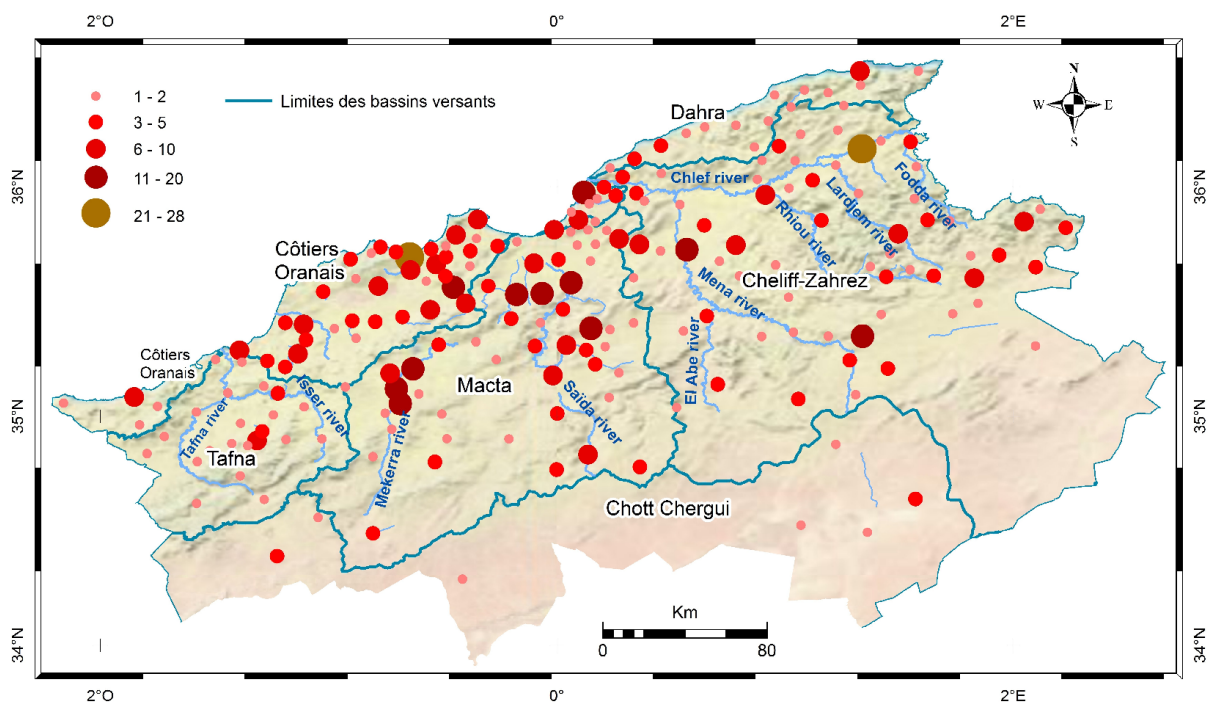 2°O 0° 2°E
N
W E
S
1 - 2
3 - 5
6 - 10
11 - 20
21 - 28
Limites des bassins versants
Dahra
36°N
36°N
Chlef river
Fodda river
Lardjem river
Rhiou river
Côtiers
Oranais
Cheliff-Zahrez
Mena river
El Abe river
Côtiers
Oranais
Macta
Isser river
Tafna river
Saïda river
Mekerra river
35°N
35°N
Tafna
Chott Chergui
Km
0 80
34°N
34°N
2°O 0° 2°E